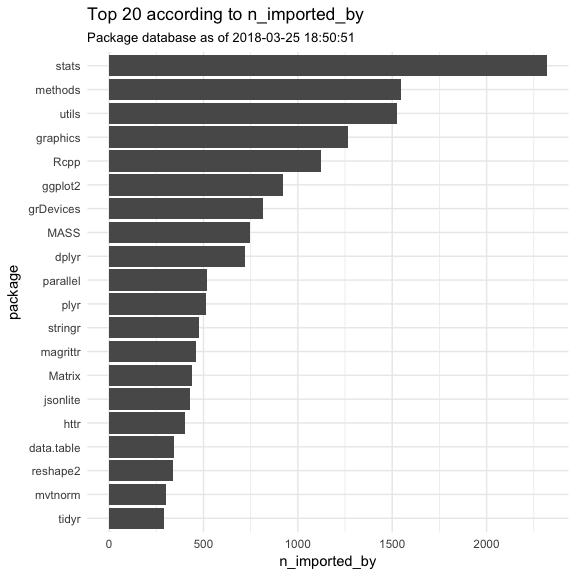 Top 20 according to n_imported_by
Package database as of 2018-03-25 18:50:51
package
stats
methods
utils
graphics
Rcpp
ggplot2
grDevices
MASS
dplyr
parallel
plyr
stringr
magrittr
Matrix
jsonlite
httr
data.table
reshape2
mvtnorm
tidyr
0 500 1000 1500 2000
n_imported_by